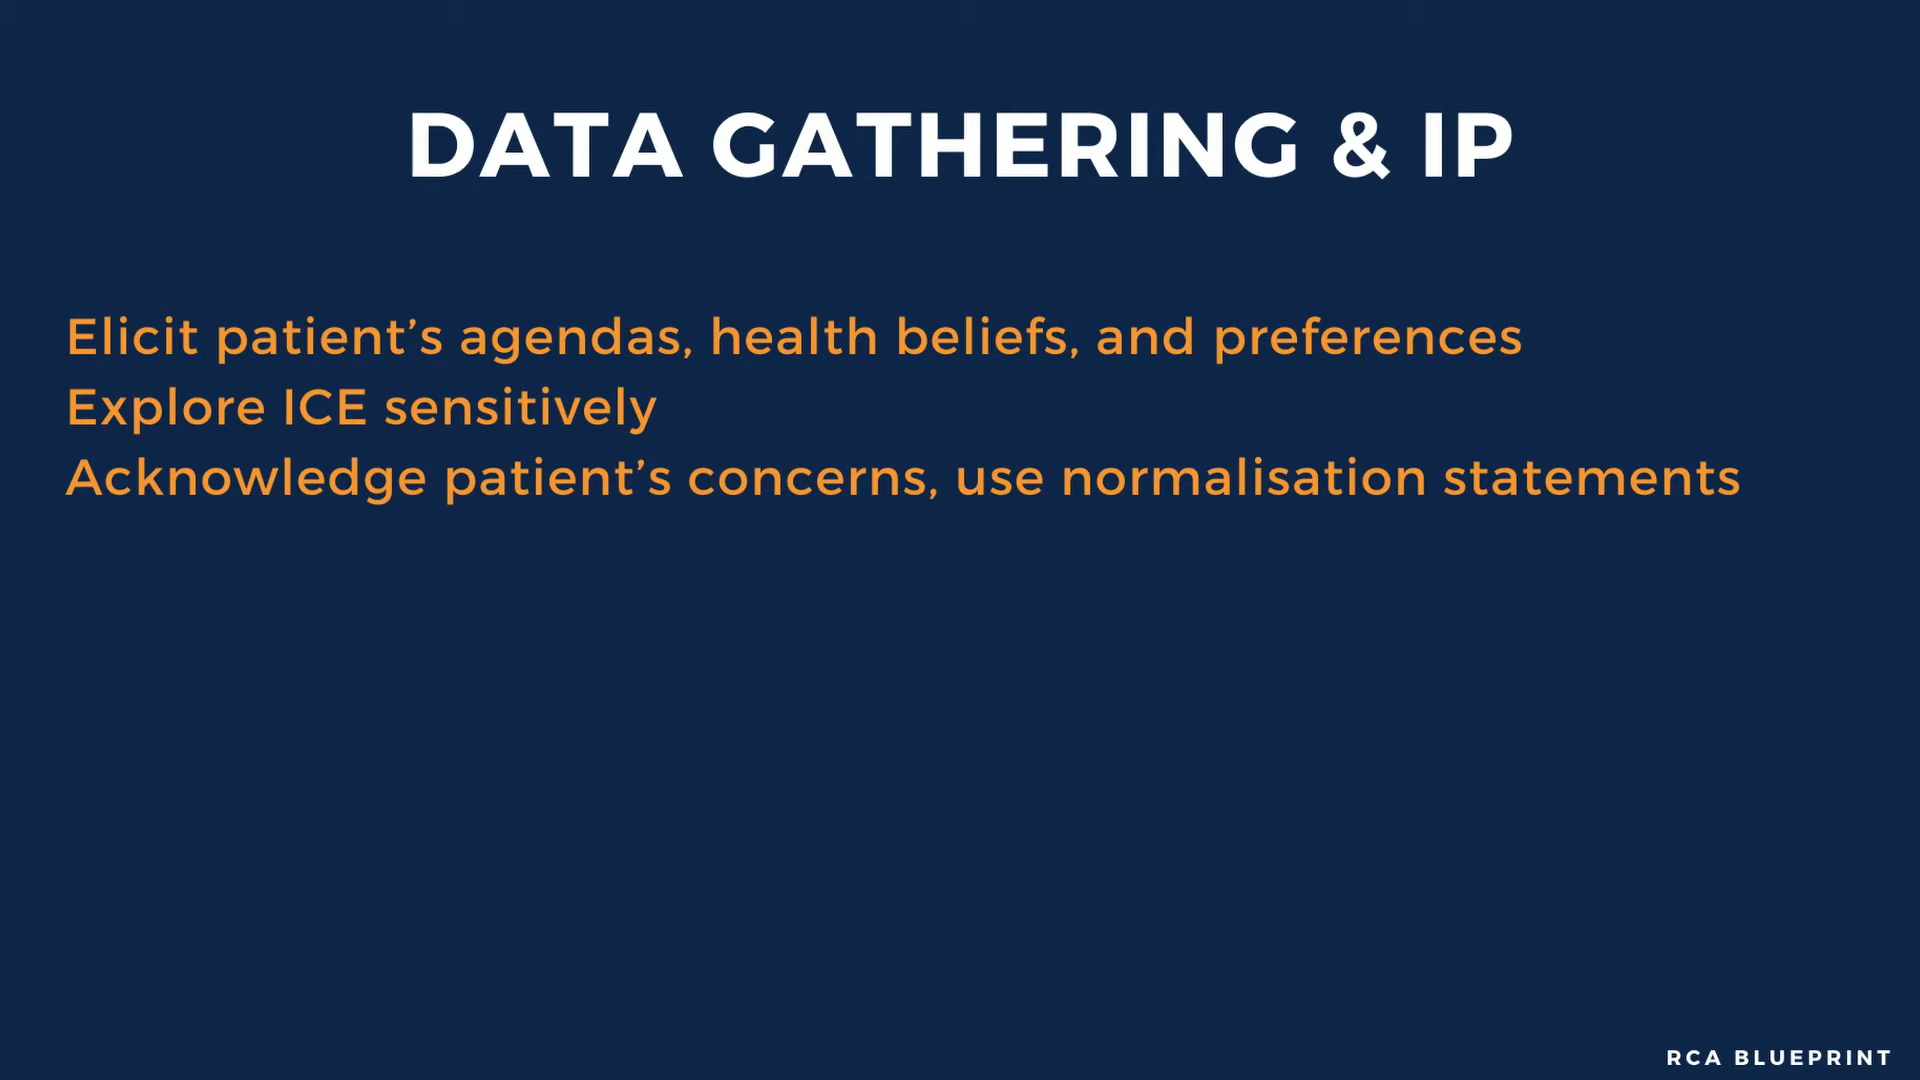 DATA GATHERING & IP
Elicit patient’s agendas, health beliefs, and preferences
Explore ICE sensitively
Acknowledge patient’s concerns, use normalisation statements
RCA BLUEPRINT